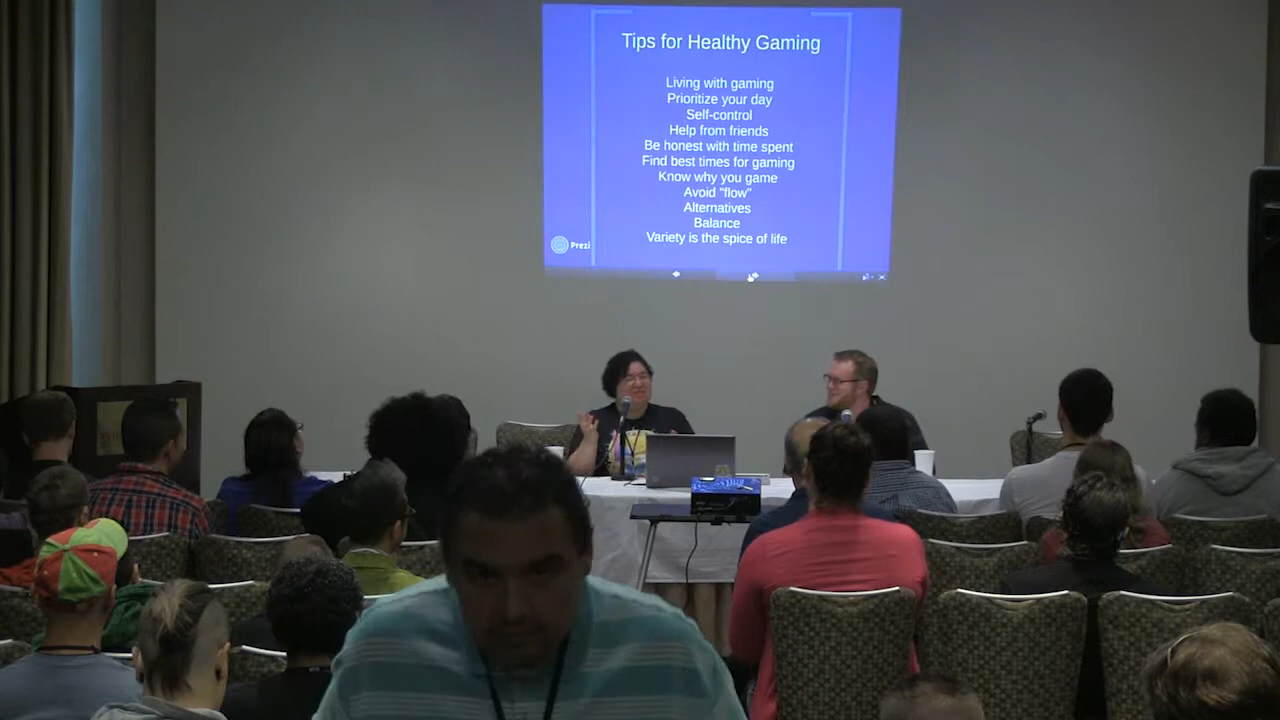 Tips for Healthy Gaming
Living with gaming
Prioritize your day
Self-control
Help from friends
Be honest with time spent
Find best times for gaming
Know why you game
Avoid "flow"
Alternatives
Balance
Variety is the spice of life
Prezi